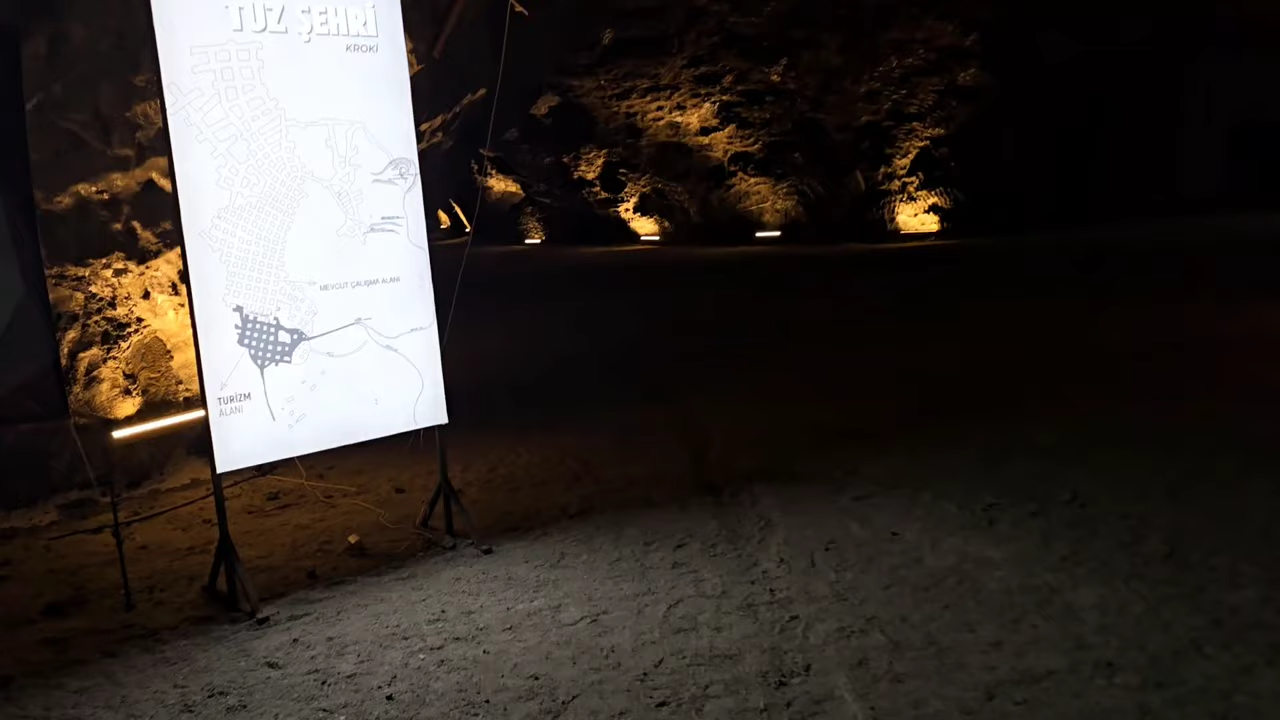 TUZ ŞEHRİ
KROKİ
MEVCUT ÇALIŞMA ALANI
TURİZM
ALANI